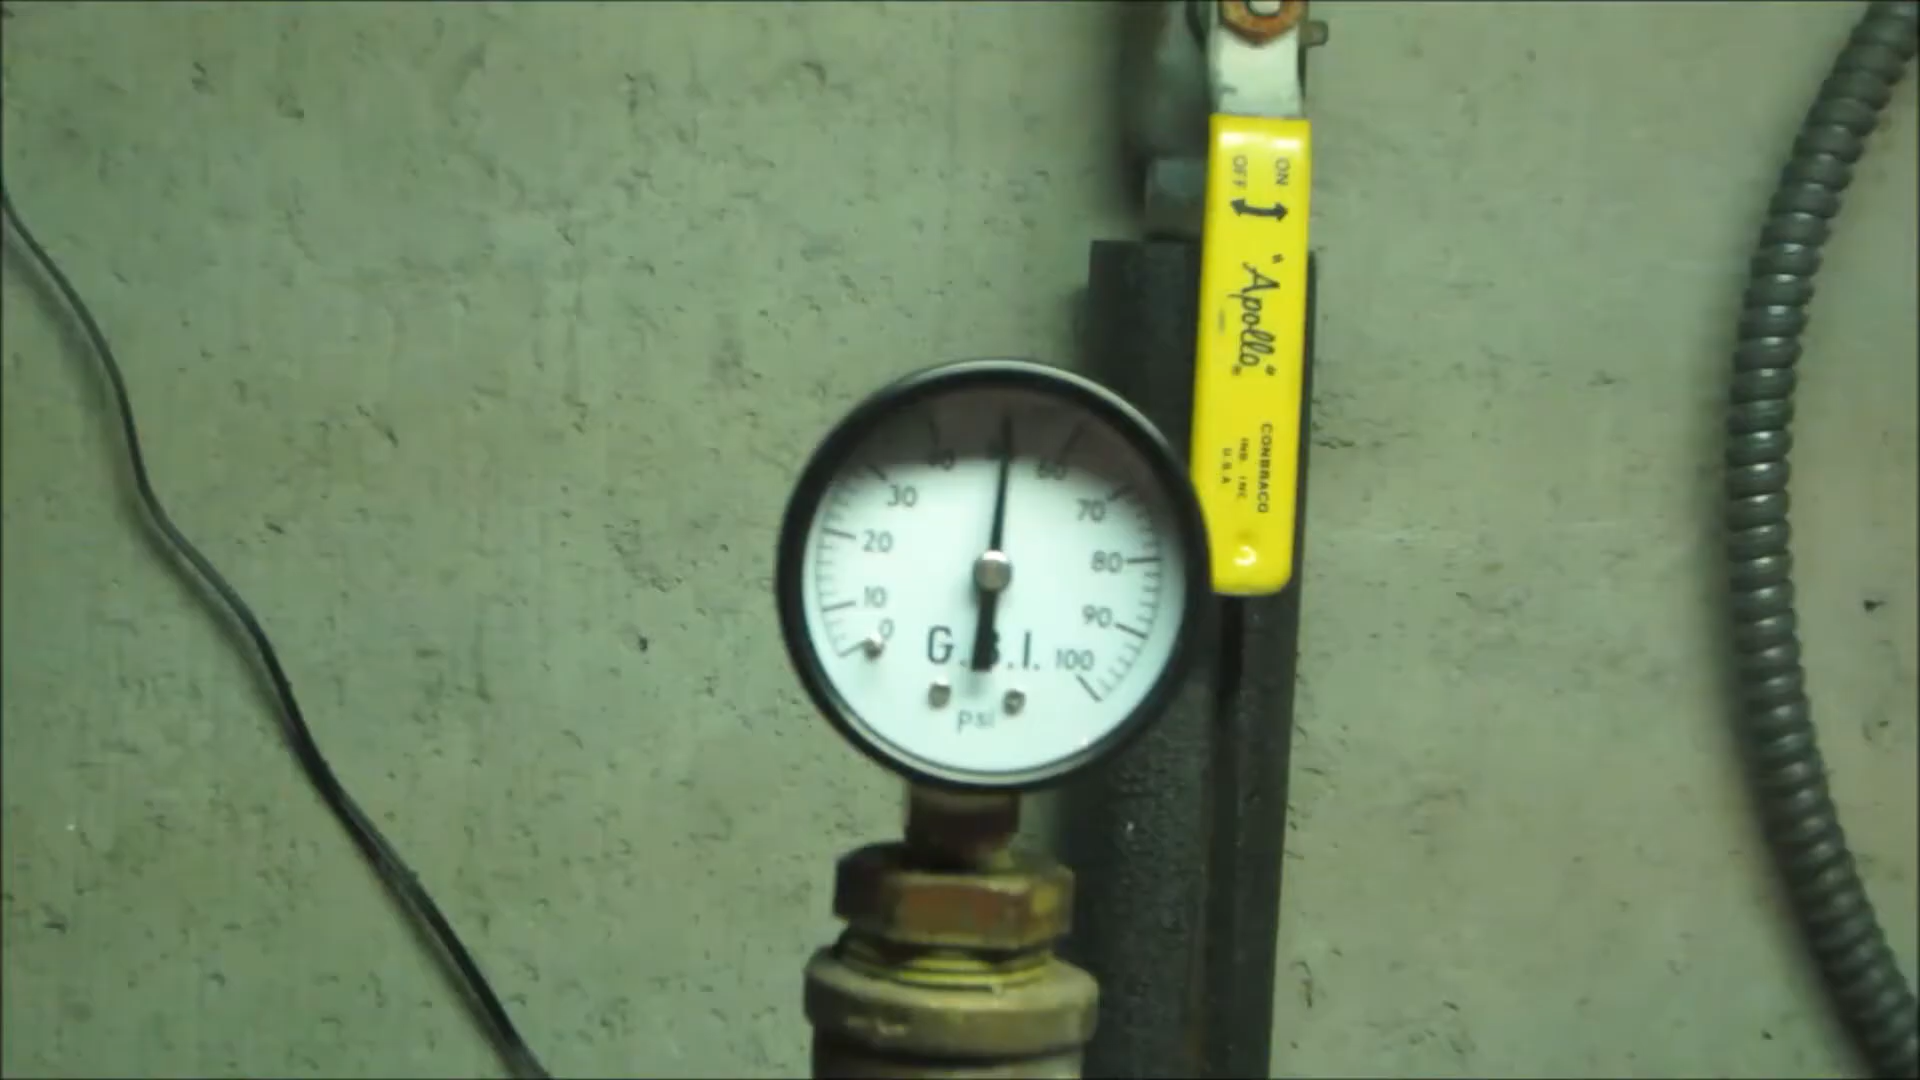 ON
OFF
"Apollo"®
CONBRACO
IND. INC.
U.S.A
60
30
70
20
80
10
90
0
G.S.I.
100
psi